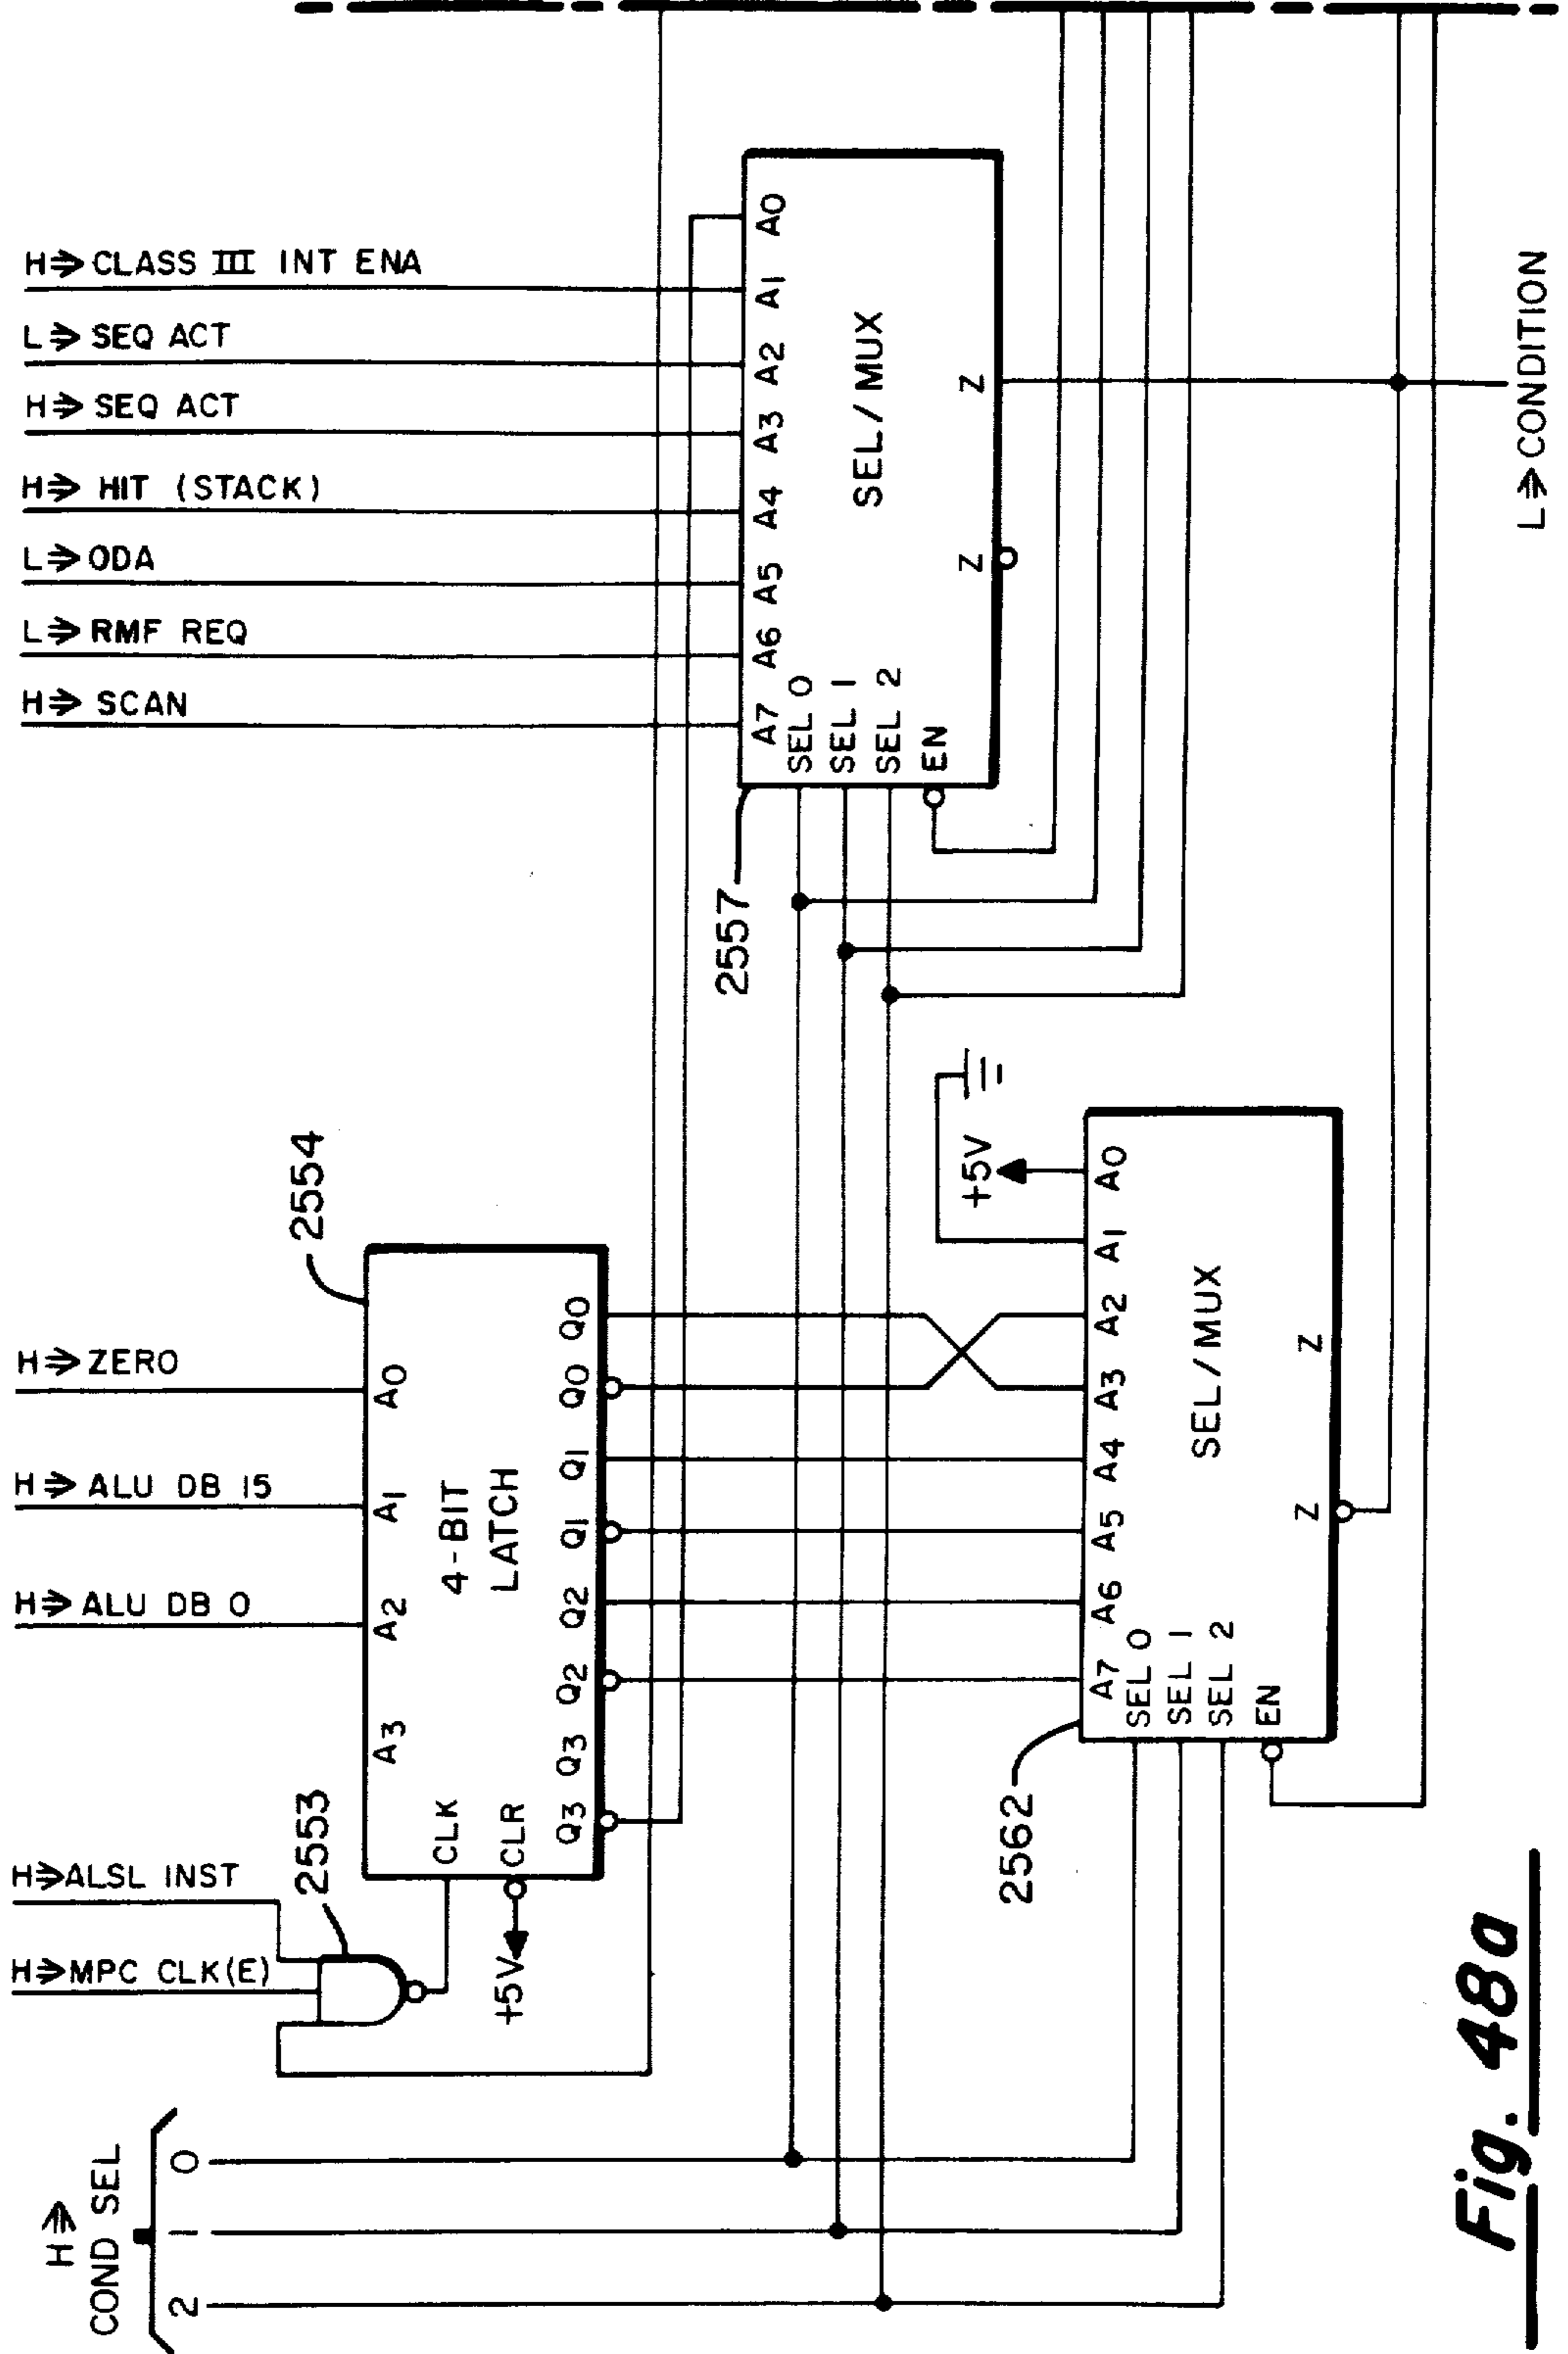 H⇒ CLASS III INT ENA
L⇒ SEQ ACT
H⇒ SEQ ACT
H⇒ HIT (STACK)
L⇒ ODA
L⇒ RMF REQ
H⇒ SCAN
A7 A6 A5 A4 A3 A2 A1 A0
SEL 0
SEL 1
SEL 2
EN
SEL/MUX
Z
Z
2557
L⇒ CONDITION
H⇒ ZERO
H⇒ ALU DB 15
H⇒ ALU DB 0
2554
A3 A2 A1 A0
4-BIT
LATCH
CLK
CLR
Q3 Q3 Q2 Q2 Q1 Q1 Q0 Q0
+5V
H⇒ALSL INST
H⇒MPC CLK(E)
2553
+5V
A7 A6 A5 A4 A3 A2 A1 A0
SEL 0
SEL 1
SEL 2
EN
SEL/MUX
Z
Z
2562
H⇒
COND SEL
2 1 0
Fig. 48a